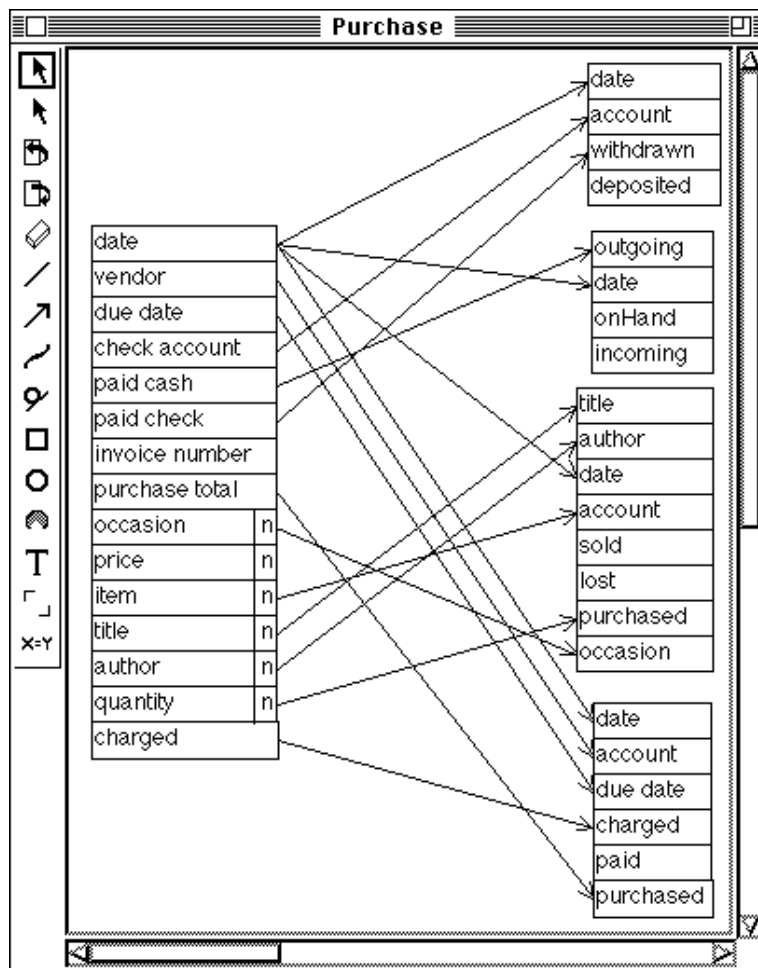 Purchase
date
vendor
due date
check account
paid cash
paid check
invoice number
purchase total
occasion n
price n
item n
title n
author n
quantity n
charged
date
account
withdrawn
deposited
outgoing
date
onHand
incoming
title
author
date
account
sold
lost
purchased
occasion
date
account
due date
charged
paid
purchased
T
X=Y